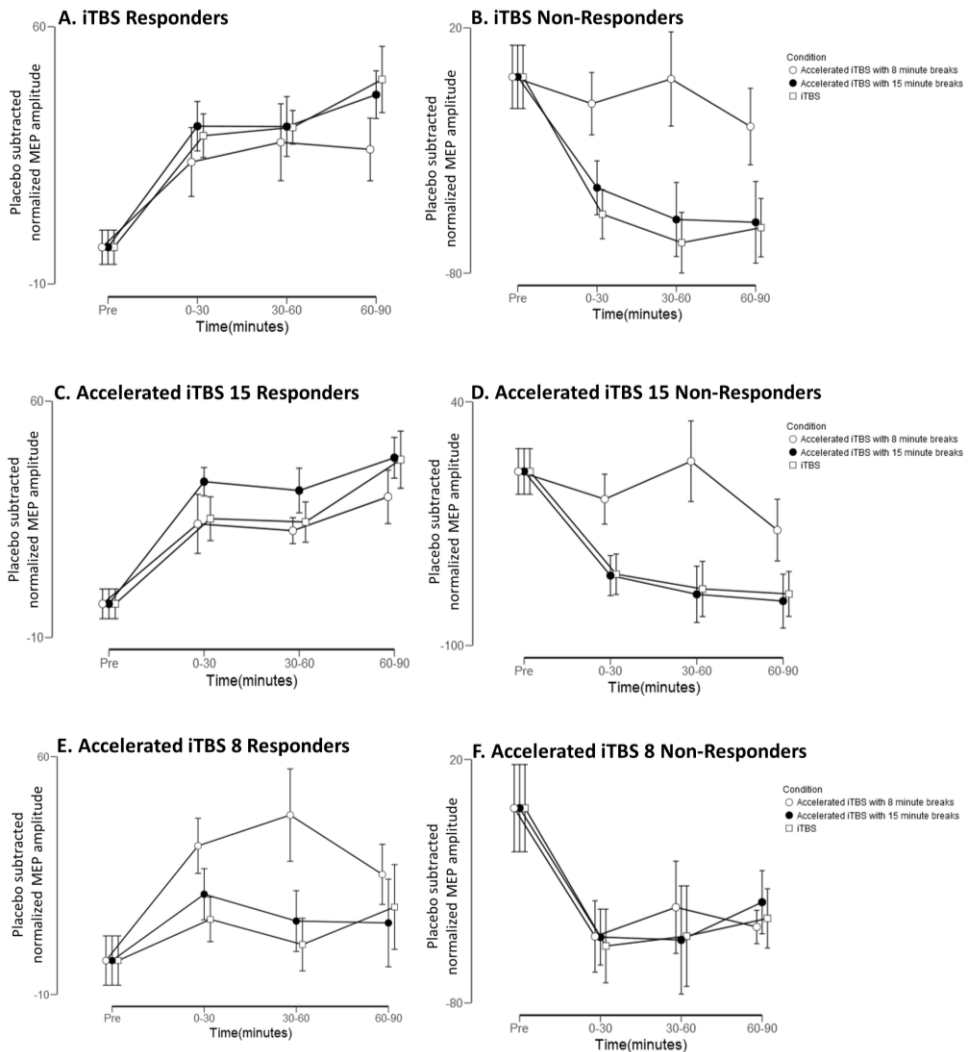 A. iTBS Responders
60
-10
Placebo subtracted
normalized MEP amplitude
Pre
0-30
30-60
60-90
Time(minutes)
B. iTBS Non-Responders
20
-80
Placebo subtracted
normalized MEP amplitude
Pre
0-30
30-60
60-90
Time(minutes)
Condition
Accelerated iTBS with 8 minute breaks
Accelerated iTBS with 15 minute breaks
iTBS
C. Accelerated iTBS 15 Responders
60
-10
Placebo subtracted
normalized MEP amplitude
Pre
0-30
30-60
60-90
Time(minutes)
D. Accelerated iTBS 15 Non-Responders
40
-100
Placebo subtracted
normalized MEP amplitude
Pre
0-30
30-60
60-90
Time(minutes)
Condition
Accelerated iTBS with 8 minute breaks
Accelerated iTBS with 15 minute breaks
iTBS
E. Accelerated iTBS 8 Responders
60
-10
Placebo subtracted
normalized MEP amplitude
Pre
0-30
30-60
60-90
Time(minutes)
F. Accelerated iTBS 8 Non-Responders
20
-80
Placebo subtracted
normalized MEP amplitude
Pre
0-30
30-60
60-90
Time(minutes)
Condition
Accelerated iTBS with 8 minute breaks
Accelerated iTBS with 15 minute breaks
iTBS